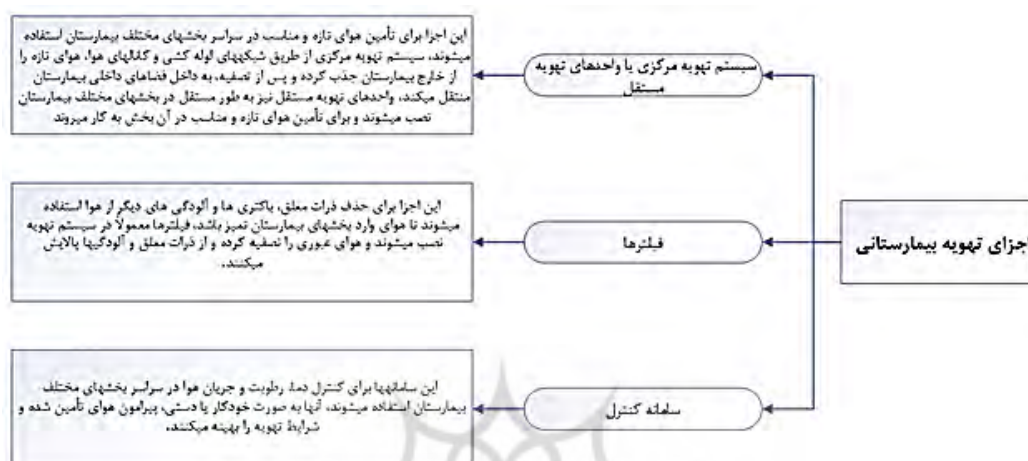 اجزای تهویه بیمارستانی
سیستم تهویه مرکزی یا واحدهای تهویه
مستقل
این اجزا برای تأمین هوای تازه و مناسب در سراسر بخشهای مختلف بیمارستان استفاده
میشوند، سیستم تهویه مرکزی از طریق شبکههای لوله کشی و کانالهای هوا، هوای تازه را
از خارج بیمارستان جذب کرده و پس از تصفیه، به داخل فضاهای داخلی بیمارستان
منتقل میکند، واحدهای تهویه مستقل نیز به طور مستقل در بخشهای مختلف بیمارستان
نصب میشوند و برای تأمین هوای تازه و مناسب در آن بخش به کار میروند
فیلترها
این اجزا برای حذف ذرات معلق، باکتری ها و آلودگی های دیگر از هوا استفاده
میشوند تا هوای وارد بخشهای بیمارستان تمیز باشد، فیلترها معمولاً در سیستم تهویه
نصب میشوند و هوای عبوری را تصفیه کرده و از ذرات معلق و آلودگیها پالایش
میکنند.
سامانه کنترل
این سامانهها برای کنترل دما، رطوبت و جریان هوا در سراسر بخشهای مختلف
بیمارستان استفاده میشوند، آنها به صورت خودکار یا دستی، پیرامون هوای تأمین شده و
شرایط تهویه را بهینه میکنند.